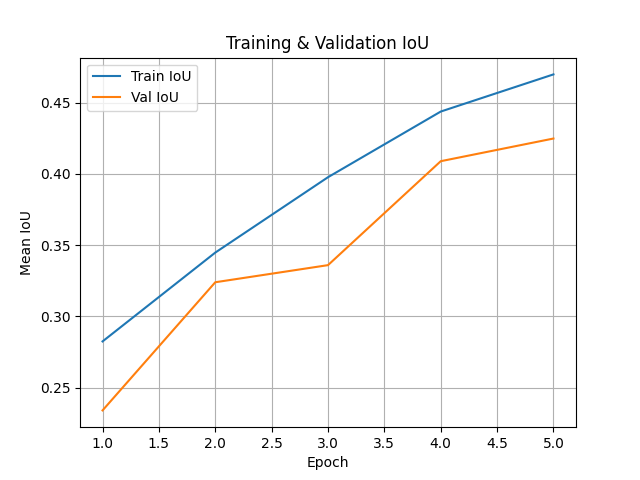 Training & Validation IoU
Train IoU
Val IoU
0.45
0.40
0.35
0.30
0.25
Mean IoU
1.0 1.5 2.0 2.5 3.0 3.5 4.0 4.5 5.0
Epoch